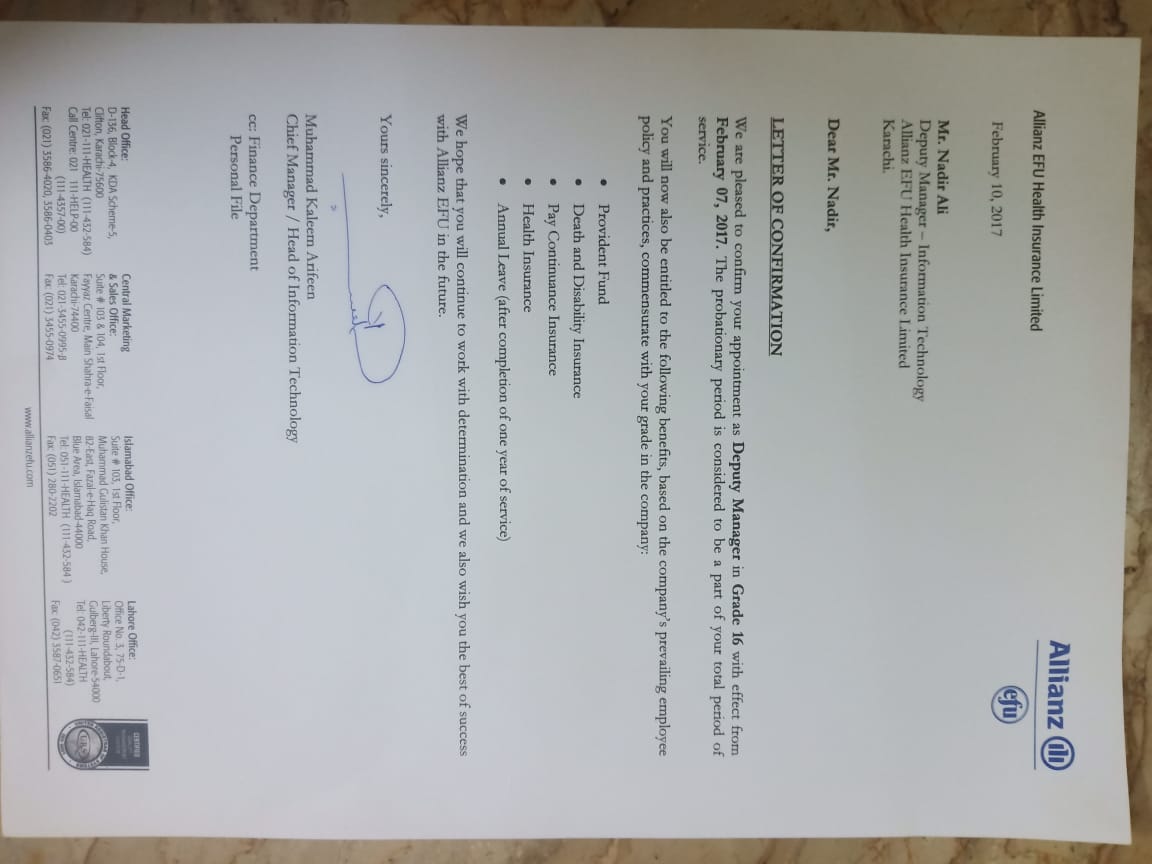 Allianz
efu
Allianz EFU Health Insurance Limited
February 10, 2017
Mr. Nadir Ali
Deputy Manager – Information Technology
Allianz EFU Health Insurance Limited
Karachi.
Dear Mr. Nadir,
LETTER OF CONFIRMATION
We are pleased to confirm your appointment as Deputy Manager in Grade 16 with effect from
February 07, 2017. The probationary period is considered to be a part of your total period of
service.
You will now also be entitled to the following benefits, based on the company's prevailing employee
policy and practices, commensurate with your grade in the company:
• Provident Fund
• Death and Disability Insurance
• Pay Continuance Insurance
• Health Insurance
• Annual Leave (after completion of one year of service)
We hope that you will continue to work with determination and we also wish you the best of success
with Allianz EFU in the future.
Yours sincerely,
Muhammad Kaleem Arifeen
Chief Manager / Head of Information Technology
cc: Finance Department
Personal File
Head Office:
D-136, Block-4, KDA Scheme-5,
Clifton, Karachi-75600
Tel: 021-111-HEALTH (111-432-584)
Call Centre: 021 111-HELP-00
(111-4357-00)
Fax: (021) 3586-4020, 3586-0403
Central Marketing
& Sales Office:
Suite # 103 & 104, 1st Floor,
Fayyaz Centre, Main Shahra-e-Faisal
Karachi-74400
Tel: 021-3455-0995-8
Fax: (021) 3455-0974
Islamabad Office:
Suite # 103, 1st Floor,
Muhammad Gulistan Khan House,
82-East, Fazal-e-Haq Road,
Blue Area, Islamabad-44000
Tel: 051-111-HEALTH (111-432-584 )
Fax: (051) 280-2202
Lahore Office:
Office No. 3, 75-D-1,
Liberty Roundabout,
Gulberg-III, Lahore-54000
Tel: 042-111-HEALTH
(111-432-584)
Fax: (042) 3587-0651
CERTIFIED
URS
www.allianzefu.com